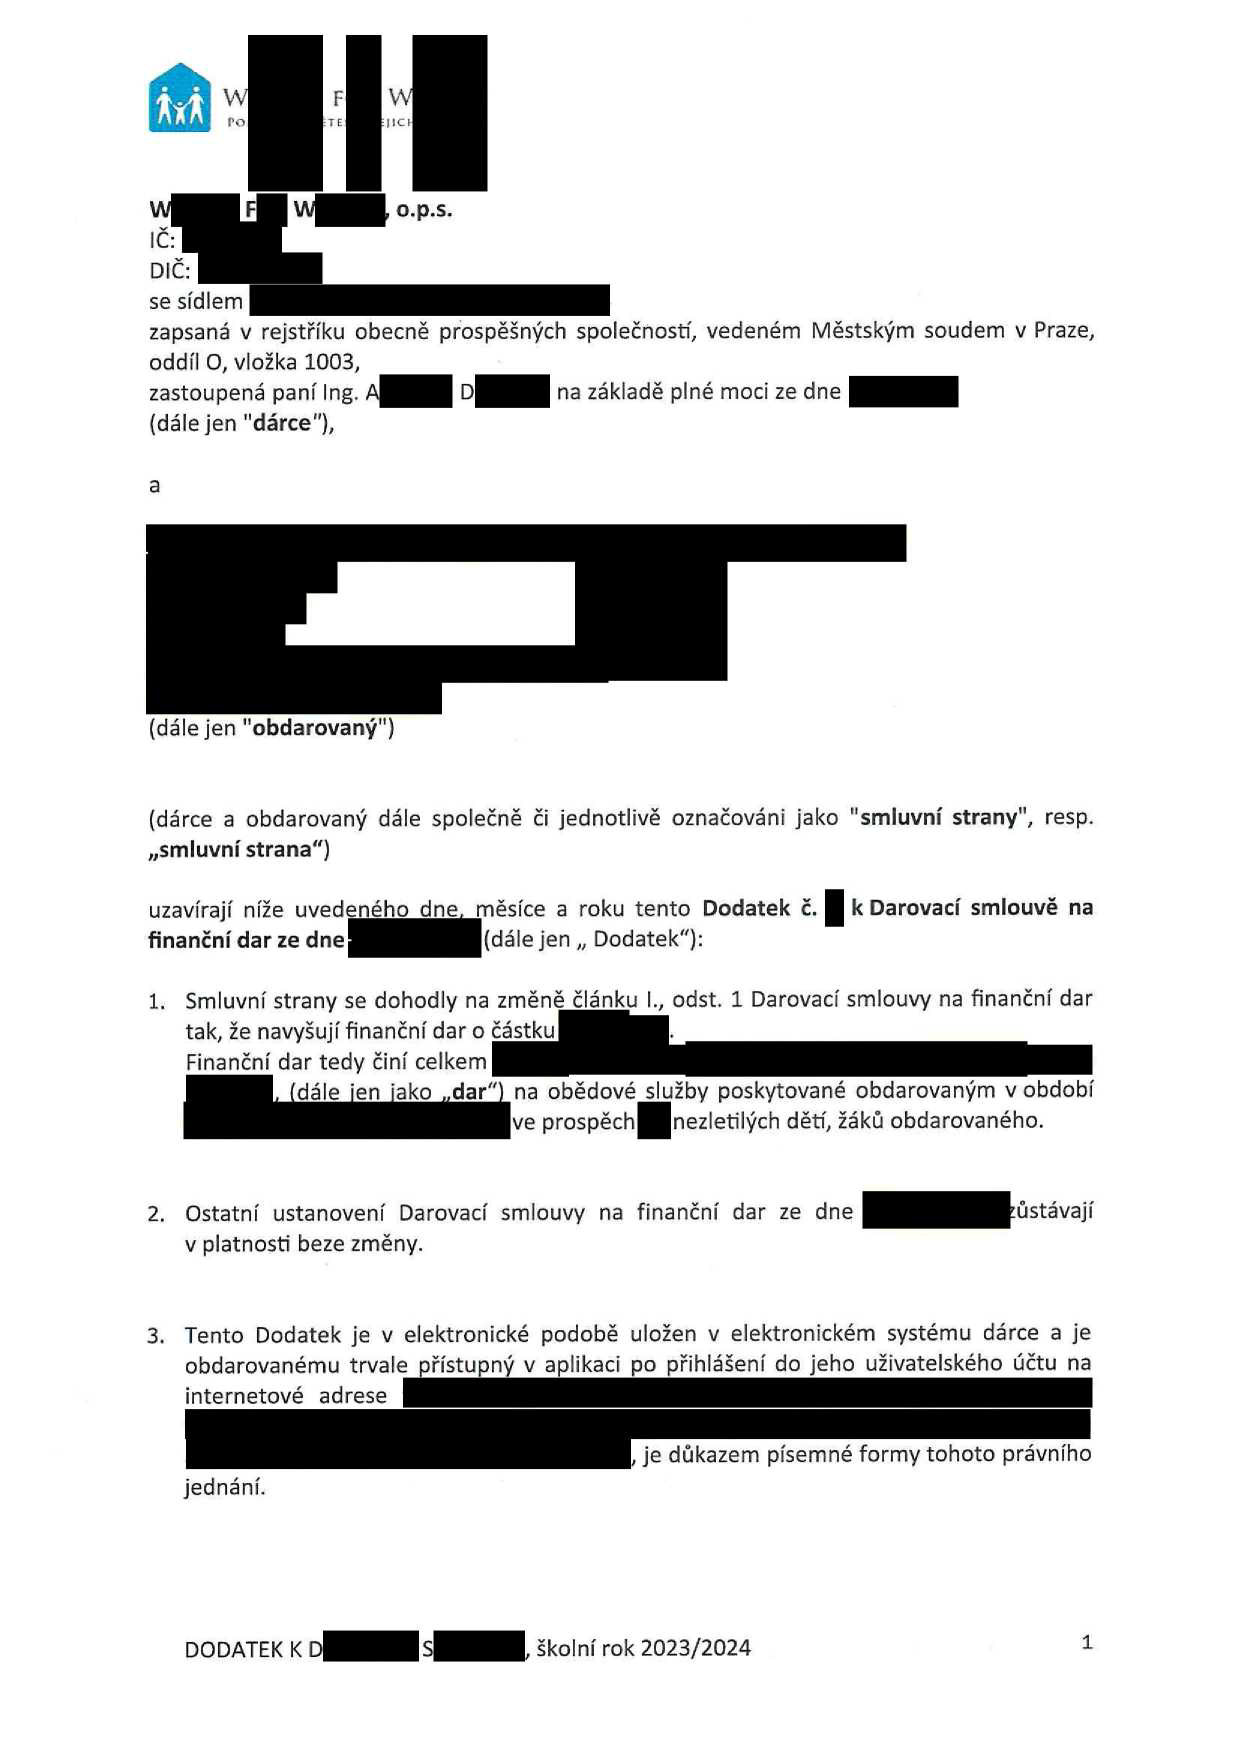 W F W
PO ĚTE EJICH
W F W , o.p.s.
IČ:
DIČ:
se sídlem
zapsaná v rejstříku obecně prospěšných společností, vedeném Městským soudem v Praze,
oddíl O, vložka 1003,
zastoupená paní Ing. A D na základě plné moci ze dne
(dále jen "dárce"),
a
(dále jen "obdarovaný")
(dárce a obdarovaný dále společně či jednotlivě označováni jako "smluvní strany", resp.
„smluvní strana“)
uzavírají níže uvedeného dne, měsíce a roku tento Dodatek č. k Darovací smlouvě na
finanční dar ze dne (dále jen „ Dodatek“):
1. Smluvní strany se dohodly na změně článku I., odst. 1 Darovací smlouvy na finanční dar
tak, že navyšují finanční dar o částku .
Finanční dar tedy činí celkem
, (dále jen jako „dar“) na obědové služby poskytované obdarovaným v období
ve prospěch nezletilých dětí, žáků obdarovaného.
2. Ostatní ustanovení Darovací smlouvy na finanční dar ze dne zůstávají
v platnosti beze změny.
3. Tento Dodatek je v elektronické podobě uložen v elektronickém systému dárce a je
obdarovanému trvale přístupný v aplikaci po přihlášení do jeho uživatelského účtu na
internetové adrese
, je důkazem písemné formy tohoto právního
jednání.
DODATEK K D S , školní rok 2023/2024 1